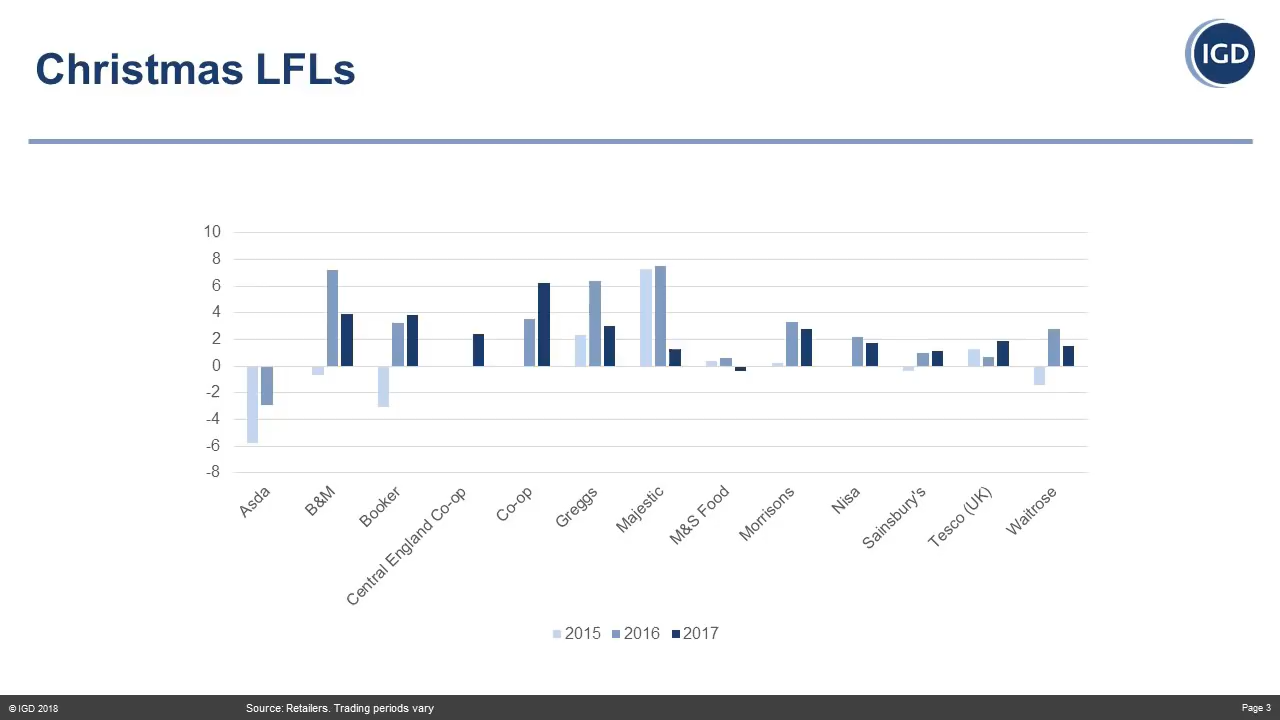 Christmas LFLs
IGD
10
8
6
4
2
0
-2
-4
-6
-8
Asda
B&M
Booker
Central England Co-op
Co-op
Greggs
Majestic
M&S Food
Morrisons
Nisa
Sainsbury's
Tesco (UK)
Waitrose
2015 2016 2017
© IGD 2018 Source: Retailers. Trading periods vary Page 3